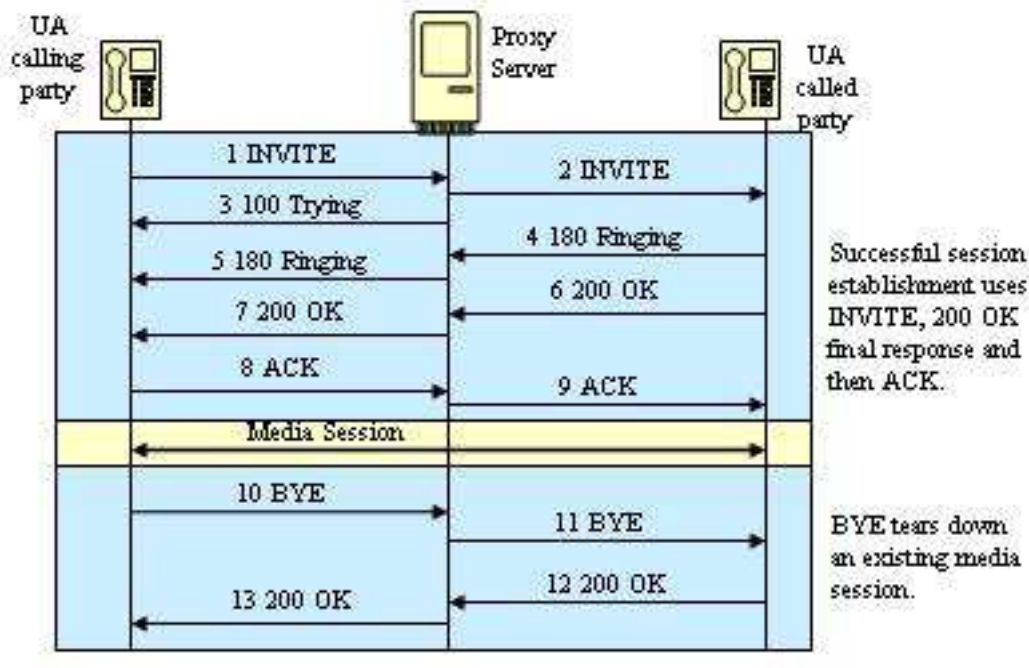 UA
calling
party
Proxy
Server
UA
called
party
1 INVITE
2 INVITE
3 100 Trying
4 180 Ringing
5 180 Ringing
6 200 OK
7 200 OK
8 ACK
9 ACK
Successful session
establishment uses
INVITE, 200 OK
final response and
then ACK.
Media Session
10 BYE
11 BYE
12 200 OK
13 200 OK
BYE tears down
an existing media
session.